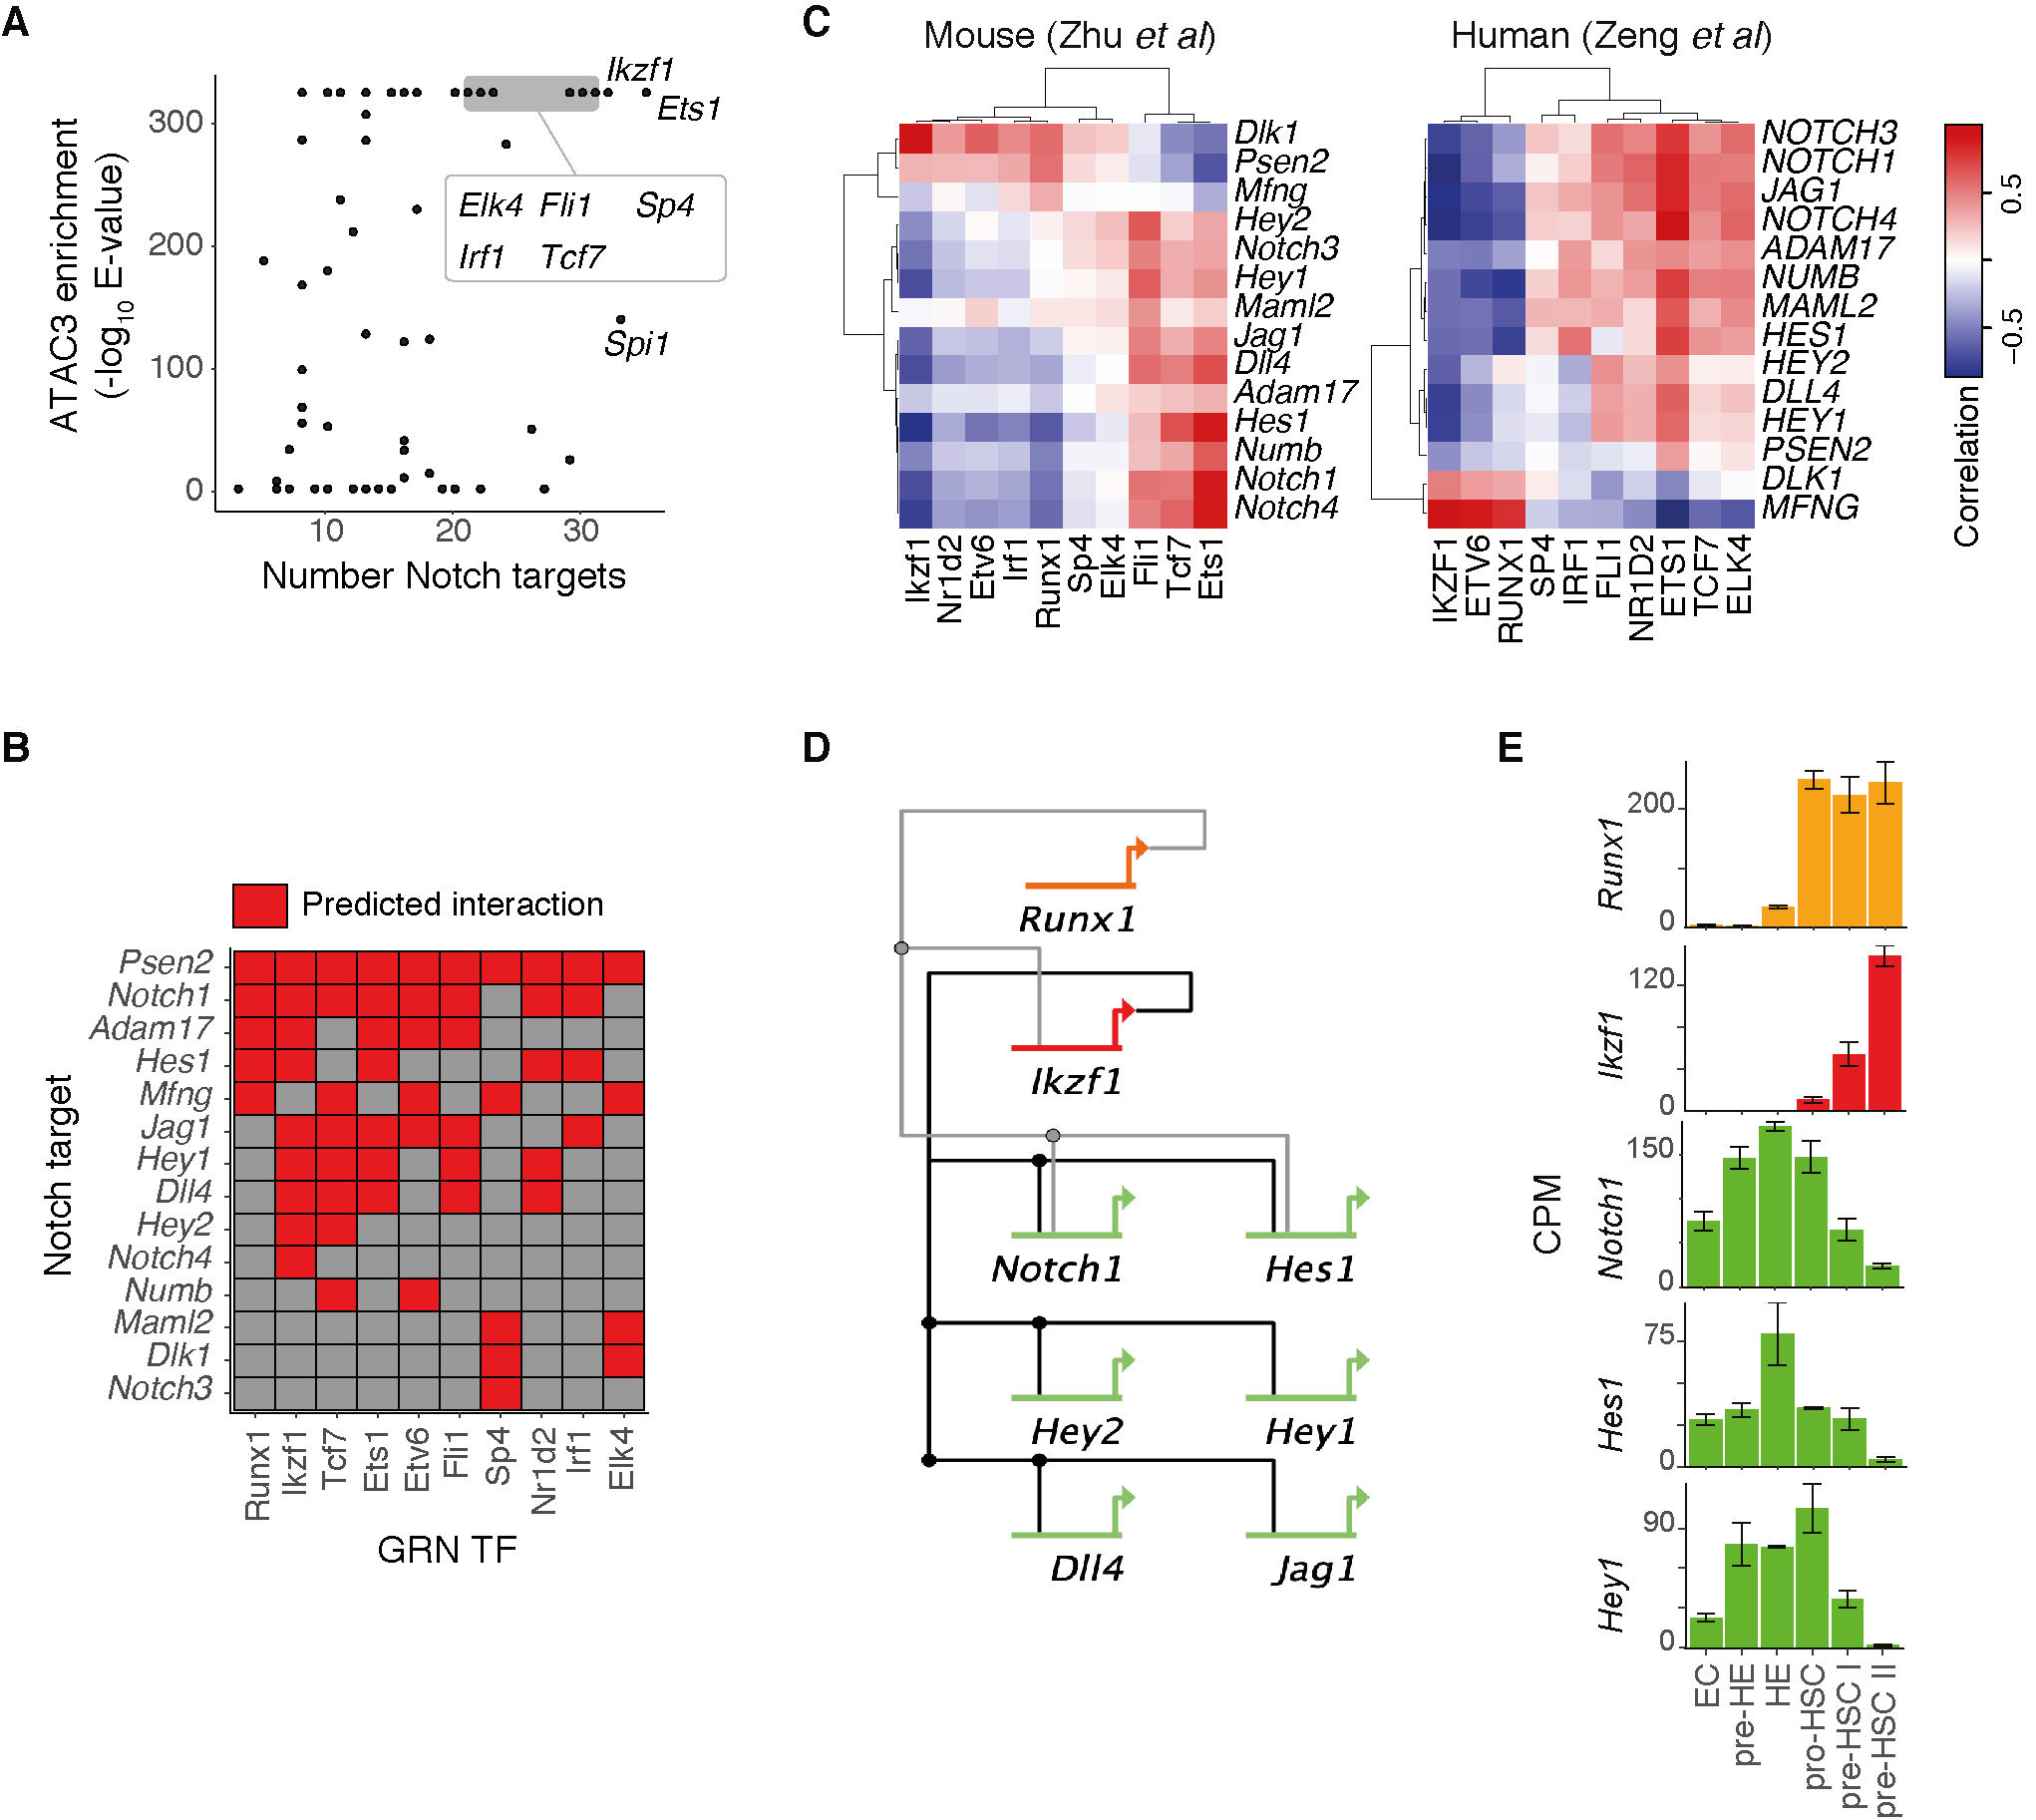 A
ATAC3 enrichment
(-log10 E-value)
300
200
100
0
10
20
30
Number Notch targets
Ikzf1
Ets1
Elk4 Fli1 Sp4
Irf1 Tcf7
Spi1
C
Mouse (Zhu et al)
Dlk1
Psen2
Mfng
Hey2
Notch3
Hey1
Maml2
Jag1
Dll4
Adam17
Hes1
Numb
Notch1
Notch4
Ikzf1
Nr1d2
Etv6
Irf1
Runx1
Sp4
Elk4
Fli1
Tcf7
Ets1
Human (Zeng et al)
NOTCH3
NOTCH1
JAG1
NOTCH4
ADAM17
NUMB
MAML2
HES1
HEY2
DLL4
HEY1
PSEN2
DLK1
MFNG
IKZF1
ETV6
RUNX1
SP4
IRF1
FLI1
NR1D2
ETS1
TCF7
ELK4
0.5
-0.5
Correlation
B
Predicted interaction
Notch target
Psen2
Notch1
Adam17
Hes1
Mfng
Jag1
Hey1
Dll4
Hey2
Notch4
Numb
Maml2
Dlk1
Notch3
Runx1
Ikzf1
Tcf7
Ets1
Etv6
Fli1
Sp4
Nr1d2
Irf1
Elk4
GRN TF
D
Runx1
Ikzf1
Notch1 Hes1
Hey2 Hey1
Dll4 Jag1
E
CPM
Runx1
200
0
Ikzf1
120
0
Notch1
150
0
Hes1
75
0
Hey1
90
0
EC
pre-HE
HE
pro-HSC
pre-HSC I
pre-HSC II